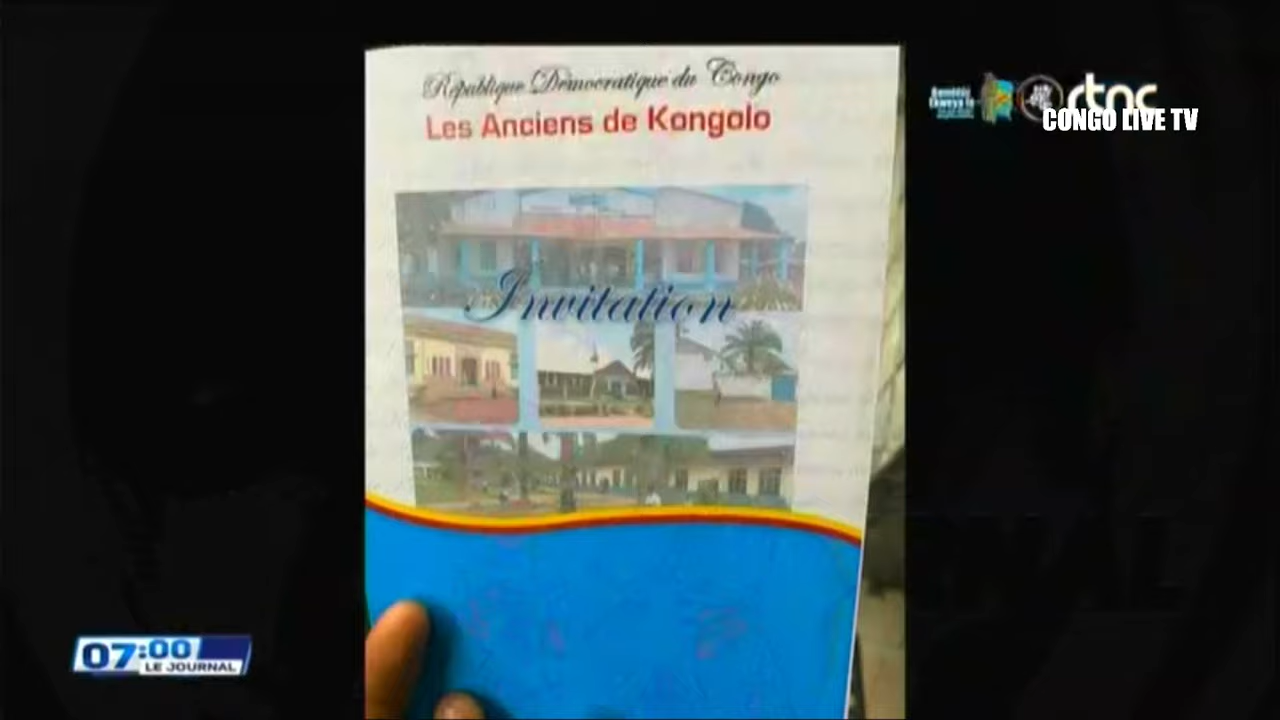 République Démocratique du Congo
Les Anciens de Kongolo
Invitation
rtnc
CONGO LIVE TV
07:00
LE JOURNAL